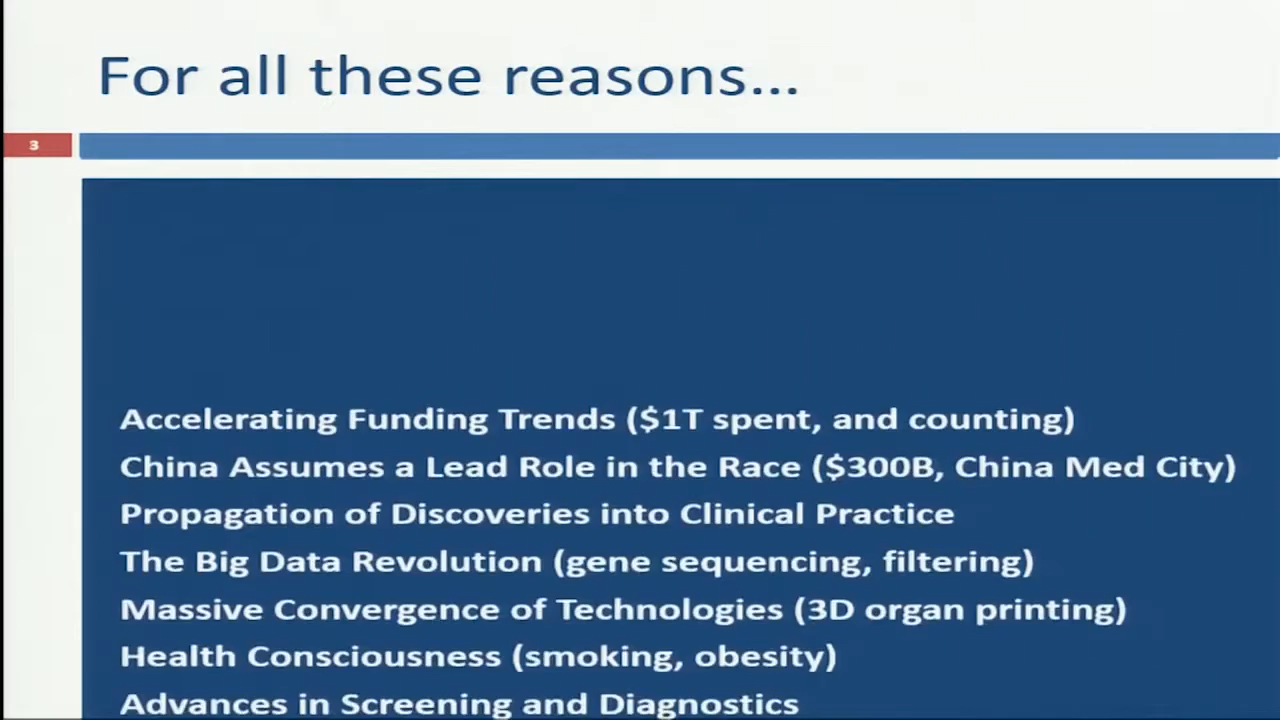 For all these reasons...
3
Accelerating Funding Trends ($1T spent, and counting)
China Assumes a Lead Role in the Race ($300B, China Med City)
Propagation of Discoveries into Clinical Practice
The Big Data Revolution (gene sequencing, filtering)
Massive Convergence of Technologies (3D organ printing)
Health Consciousness (smoking, obesity)
Advances in Screening and Diagnostics